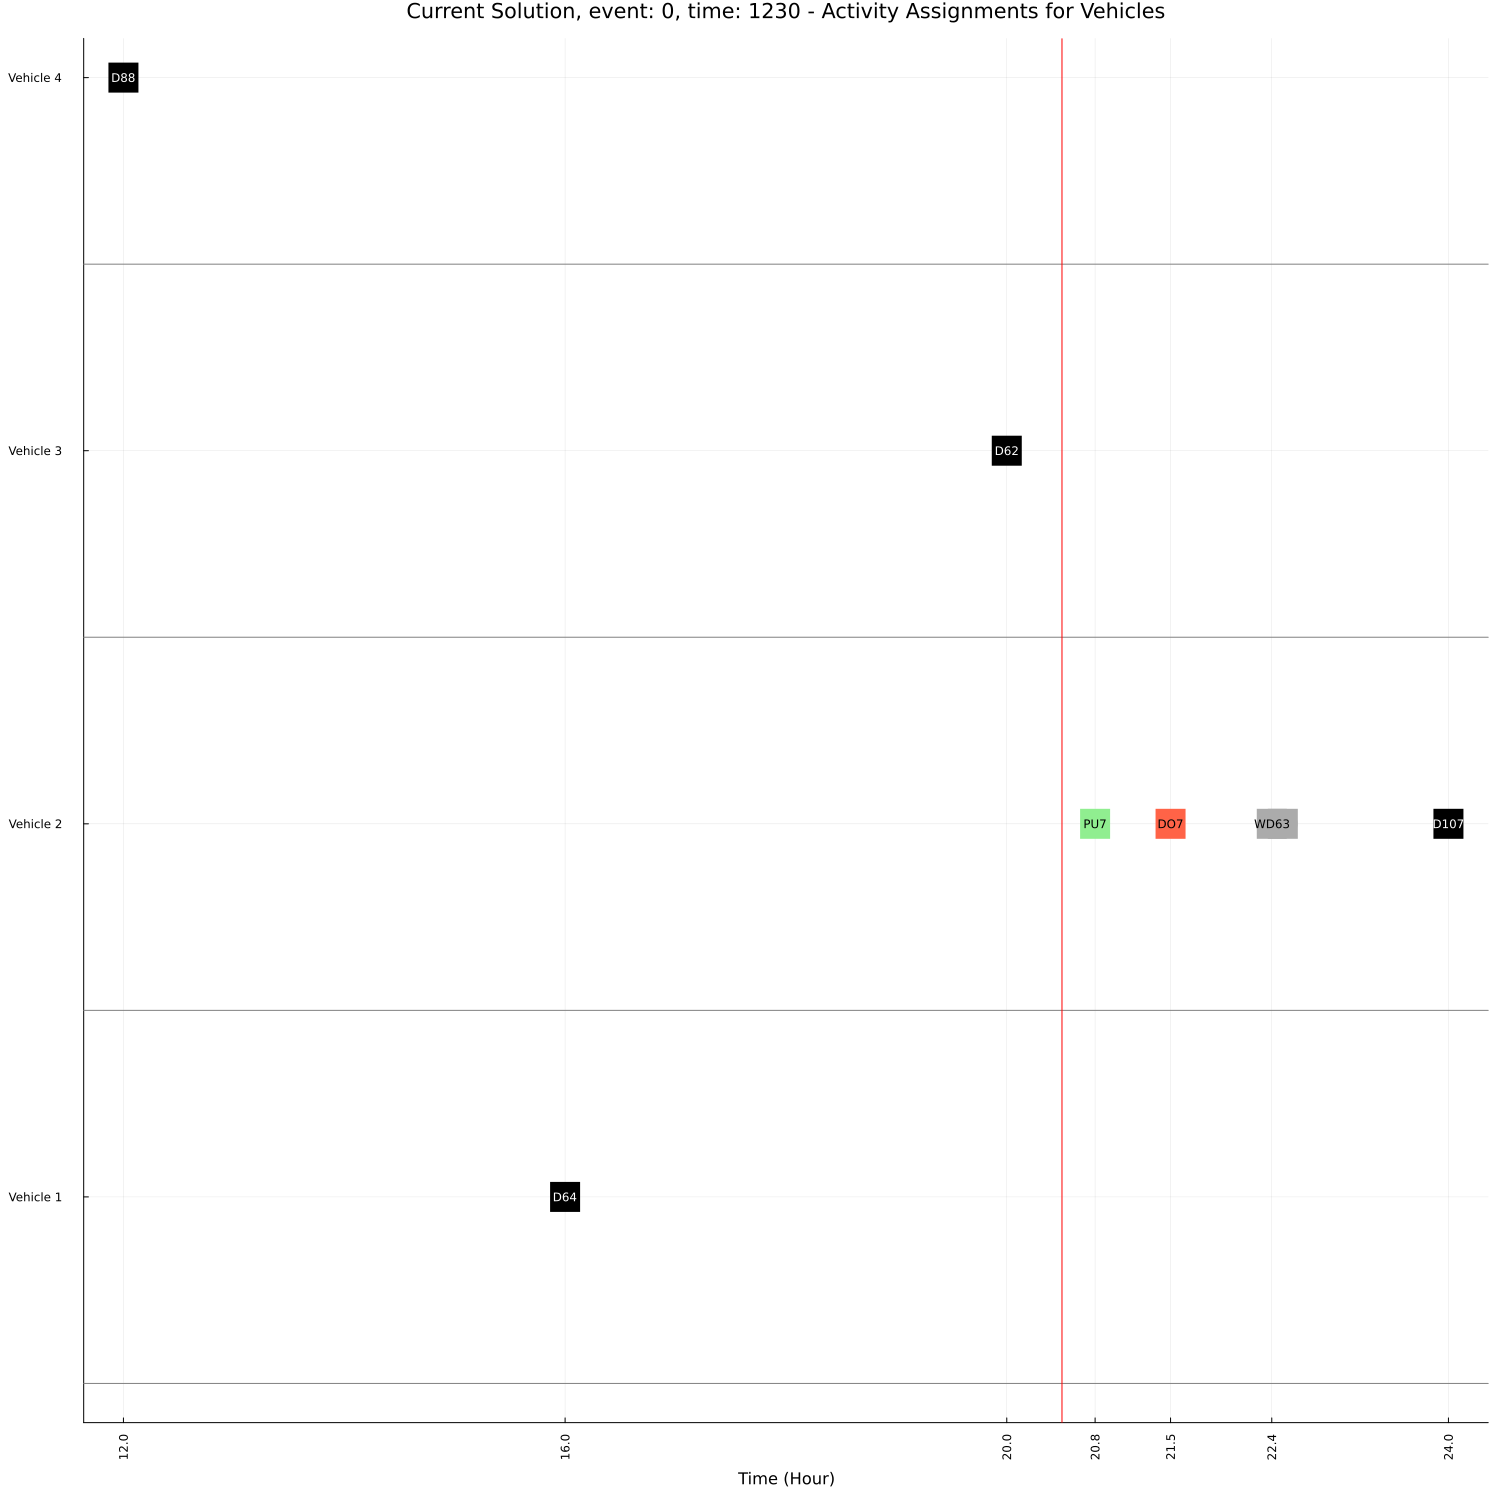 Current Solution, event: 0, time: 1230 - Activity Assignments for Vehicles
Vehicle 4
D88
Vehicle 3
D62
Vehicle 2
PU7
DO7
WD63
D107
Vehicle 1
D64
12.0
16.0
20.0
20.8
21.5
22.4
24.0
Time (Hour)